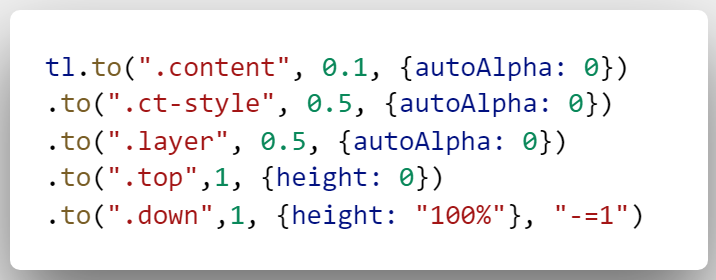 tl.to(".content", 0.1, {autoAlpha: 0})
.to(".ct-style", 0.5, {autoAlpha: 0})
.to(".layer", 0.5, {autoAlpha: 0})
.to(".top",1, {height: 0})
.to(".down",1, {height: "100%"}, "-=1")